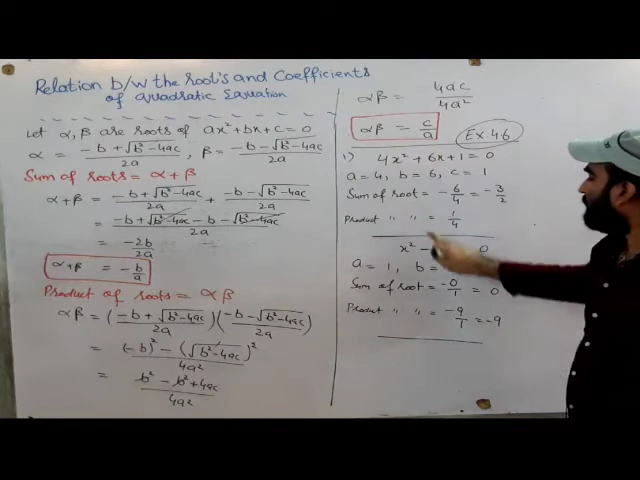 Relation b/w the root's and Coefficients
of quadratic Equation
Let α, β are roots of ax² + bx + c = 0
α = (-b + √(b² - 4ac))/2a , β = (-b - √(b² - 4ac))/2a
Sum of roots = α + β
α + β = (-b + √(b² - 4ac))/2a + (-b - √(b² - 4ac))/2a
= (-b + √(b² - 4ac) - b - √(b² - 4ac))/2a
= -2b/2a
α + β = -b/a
Product of roots = α β
α β = ((-b + √(b² - 4ac))/2a)((-b - √(b² - 4ac))/2a)
= ((-b)² - (√(b² - 4ac))²)/4a²
= (b² - b² + 4ac)/4a²
α β = 4ac/4a²
α β = c/a
Ex 4.6
1) 4x² + 6x + 1 = 0
a = 4, b = 6, c = 1
Sum of root = -6/4 = -3/2
Product " " = 1/4
x² - 0
a = 1, b =
Sum of root = -0/1 = 0
Product " " = -9/1 = -9